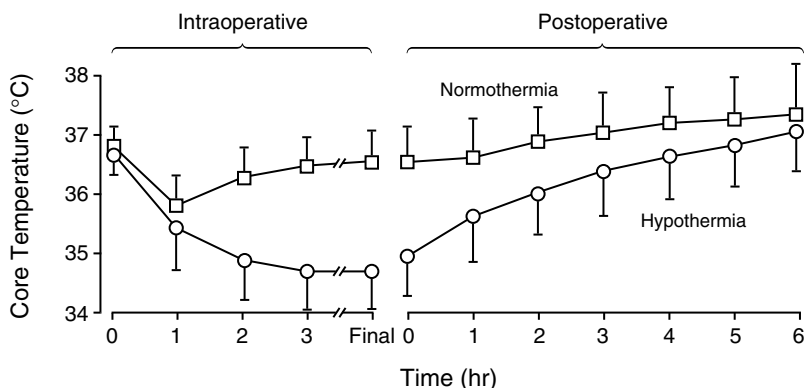 Intraoperative Postoperative
Normothermia
Hypothermia
Core Temperature (°C)
38
37
36
35
34
0 1 2 3 Final 0 1 2 3 4 5 6
Time (hr)